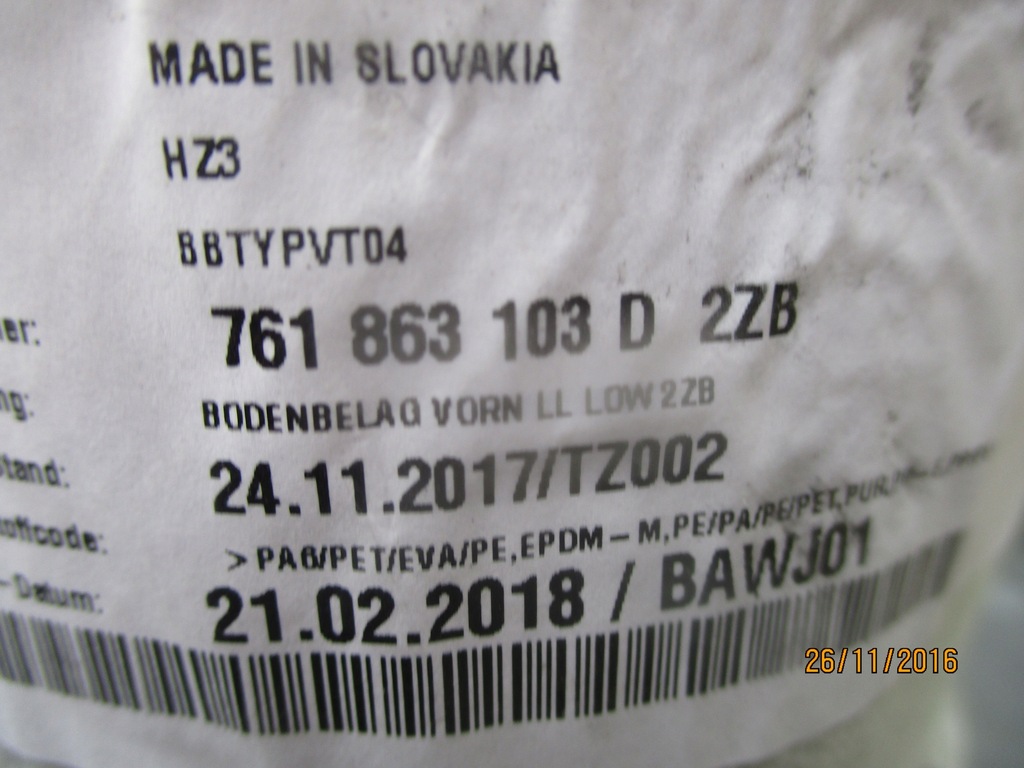 MADE IN SLOVAKIA
HZ3
BBTYPVT04
er: 761 863 103 D 2ZB
ng: BODENBELAG VORN LL LOW 2ZB
tand: 24.11.2017/TZ002
offcode: >PA6/PET/EVA/PE,EPDM-M,PE/PA/PE/PET,PUR
-Datum: 21.02.2018 / BAWJ01
26/11/2016